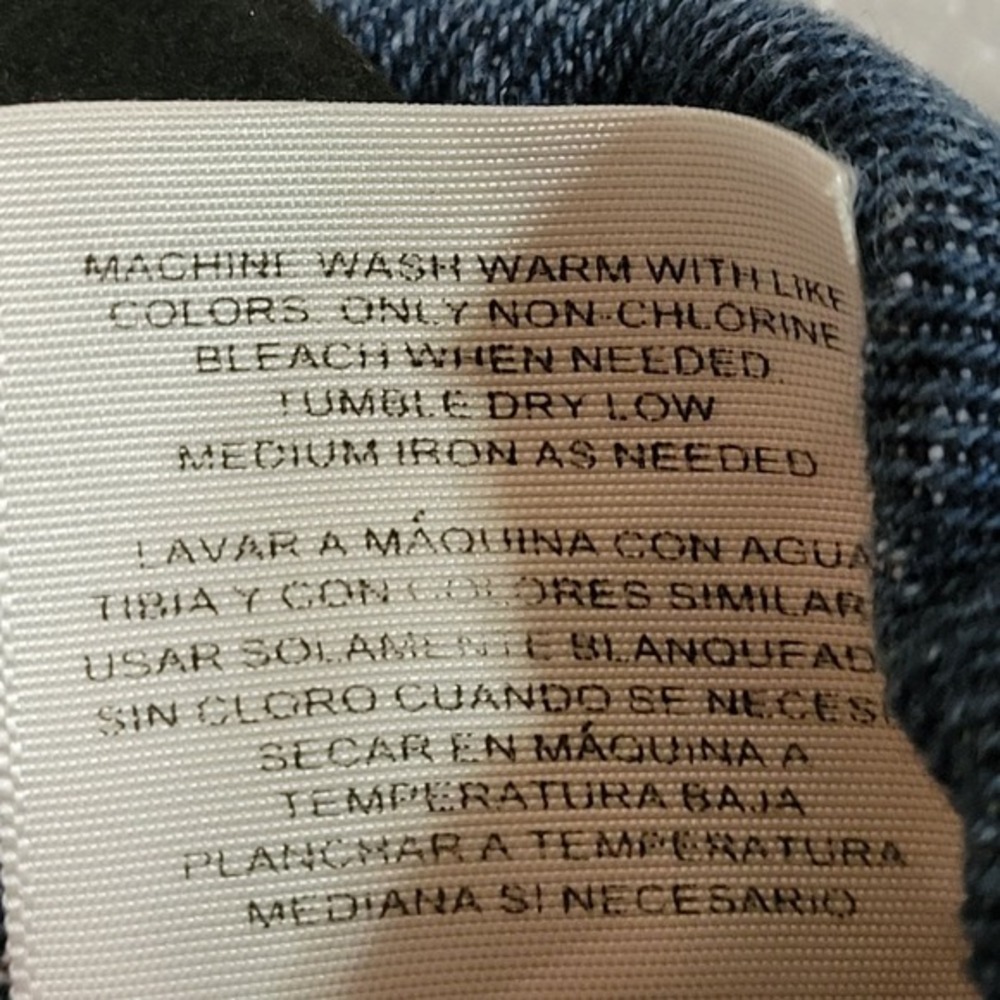 MACHINE WASH WARM WITH LIKE
COLORS. ONLY NON-CHLORINE
BLEACH WHEN NEEDED.
TUMBLE DRY LOW
MEDIUM IRON AS NEEDED
LAVAR A MÁQUINA CON AGUA
TIBIA Y CON COLORES SIMILAR
USAR SOLAMENTE BLANQUEAD
SIN CLORO CUANDO SE NECESI
SECAR EN MÁQUINA A
TEMPERATURA BAJA
PLANCHAR A TEMPERATURA
MEDIANA SI NECESARIO